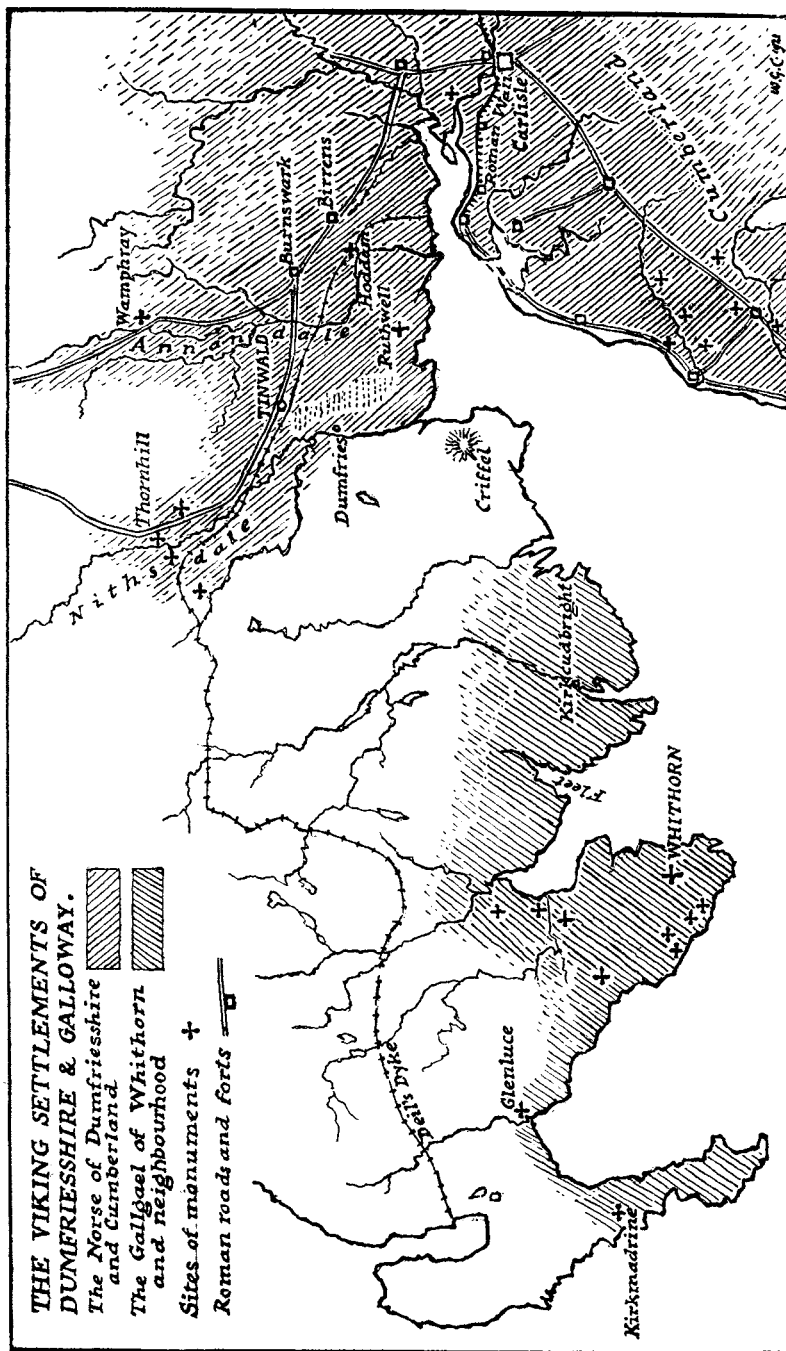 THE VIKING SETTLEMENTS OF
DUMFRIESSHIRE & GALLOWAY.
The Norse of Dumfriesshire
and Cumberland
The Gallgael of Whithorn
and neighbourhood
Sites of monuments
Roman roads and forts
Nithsdale
Thornhill
Wamphray
Annandale
TINWALD
Burnswark
Birrens
Hoddam
Ruthwell
Dumfries
Criffel
Roman Wall
Carlisle
Cumberland
Deil's Dyke
Kirkcudbright
Fleet
Glenluce
WHITHORN
Kirkmadrine
W.G.C. '92